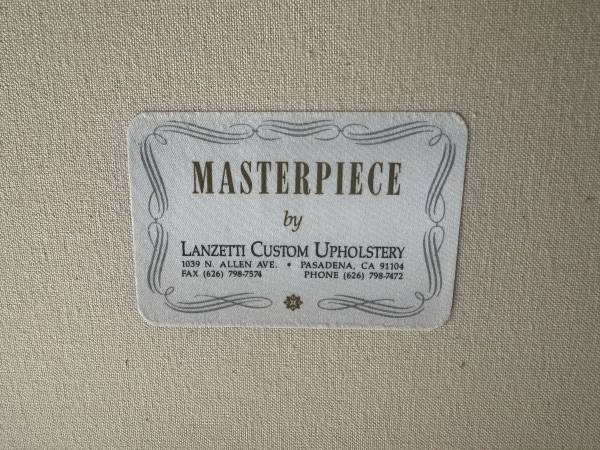 MASTERPIECE
by
LANZETTI CUSTOM UPHOLSTERY
1039 N. ALLEN AVE. • PASADENA, CA 91104
FAX (626) 798-7574 PHONE (626) 798-7472